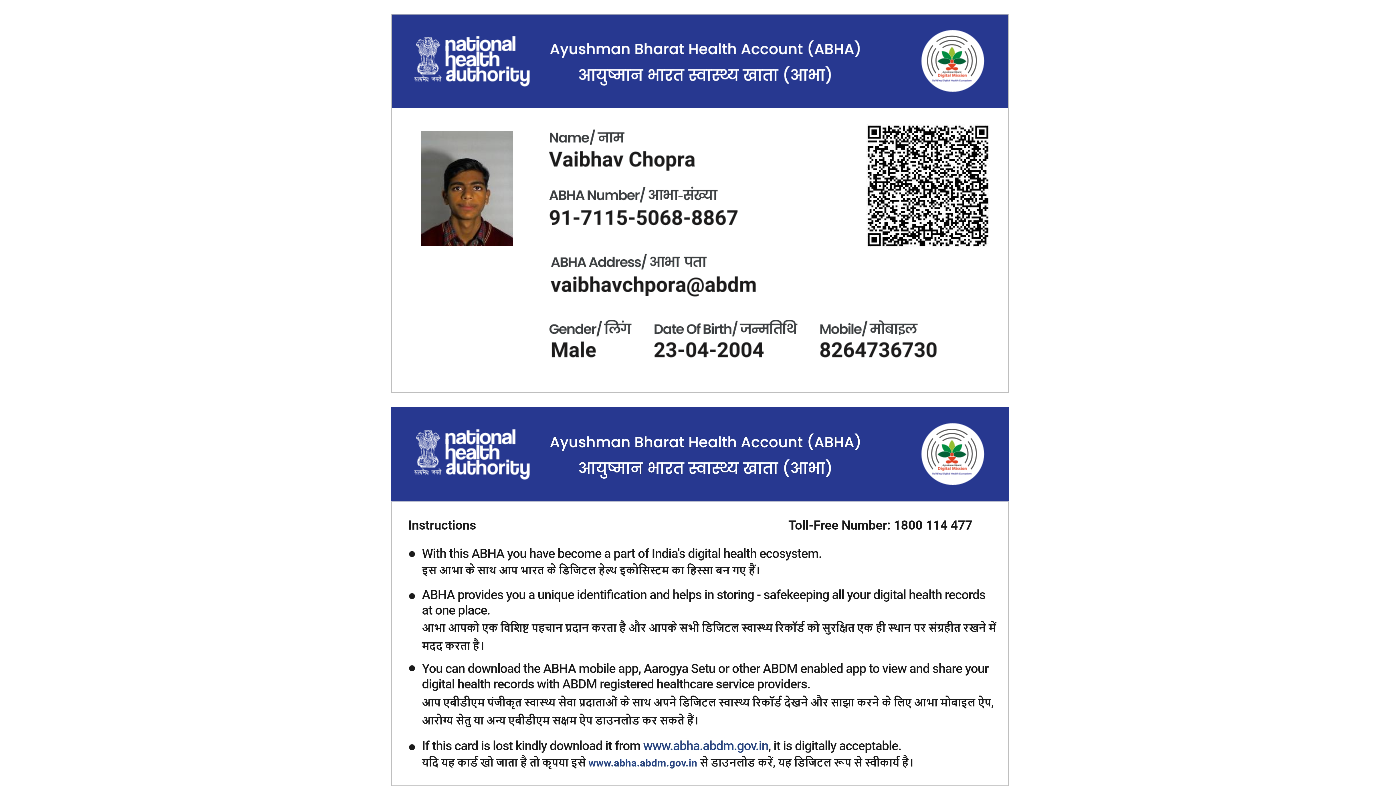 national health authority
सत्यमेव जयते
Ayushman Bharat Health Account (ABHA)
आयुष्मान भारत स्वास्थ्य खाता (आभा)
Digital Mission
Name/ नाम
Vaibhav Chopra
ABHA Number/ आभा-संख्या
91-7115-5068-8867
ABHA Address/ आभा पता
vaibhavchpora@abdm
Gender/ लिंग Date Of Birth/ जन्मतिथि Mobile/ मोबाइल
Male 23-04-2004 8264736730
national health authority
सत्यमेव जयते
Ayushman Bharat Health Account (ABHA)
आयुष्मान भारत स्वास्थ्य खाता (आभा)
Digital Mission
Instructions Toll-Free Number: 1800 114 477
With this ABHA you have become a part of India's digital health ecosystem.
इस आभा के साथ आप भारत के डिजिटल हेल्थ इकोसिस्टम का हिस्सा बन गए हैं।
ABHA provides you a unique identification and helps in storing - safekeeping all your digital health records
at one place.
आभा आपको एक विशिष्ट पहचान प्रदान करता है और आपके सभी डिजिटल स्वास्थ्य रिकॉर्ड को सुरक्षित एक ही स्थान पर संग्रहीत रखने में
मदद करता है।
You can download the ABHA mobile app, Aarogya Setu or other ABDM enabled app to view and share your
digital health records with ABDM registered healthcare service providers.
आप एबीडीएम पंजीकृत स्वास्थ्य सेवा प्रदाताओं के साथ अपने डिजिटल स्वास्थ्य रिकॉर्ड देखने और साझा करने के लिए आभा मोबाइल ऐप,
आरोग्य सेतु या अन्य एबीडीएम सक्षम ऐप डाउनलोड कर सकते हैं।
If this card is lost kindly download it from www.abha.abdm.gov.in, it is digitally acceptable.
यदि यह कार्ड खो जाता है तो कृपया इसे www.abha.abdm.gov.in से डाउनलोड करें, यह डिजिटल रूप से स्वीकार्य है।